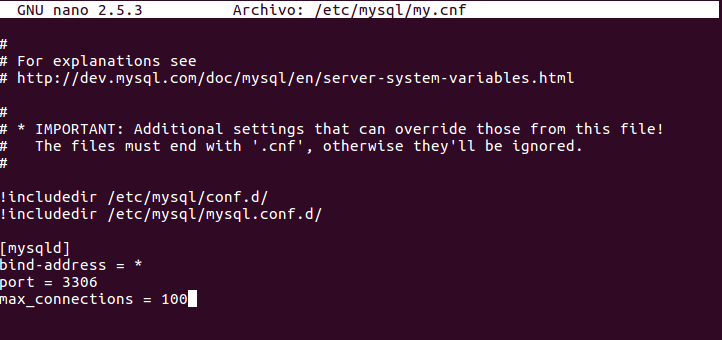 GNU nano 2.5.3 Archivo: /etc/mysql/my.cnf
#
# For explanations see
# http://dev.mysql.com/doc/mysql/en/server-system-variables.html
#
# * IMPORTANT: Additional settings that can override those from this file!
#   The files must end with '.cnf', otherwise they'll be ignored.
#
!includedir /etc/mysql/conf.d/
!includedir /etc/mysql/mysql.conf.d/
[mysqld]
bind-address = *
port = 3306
max_connections = 100